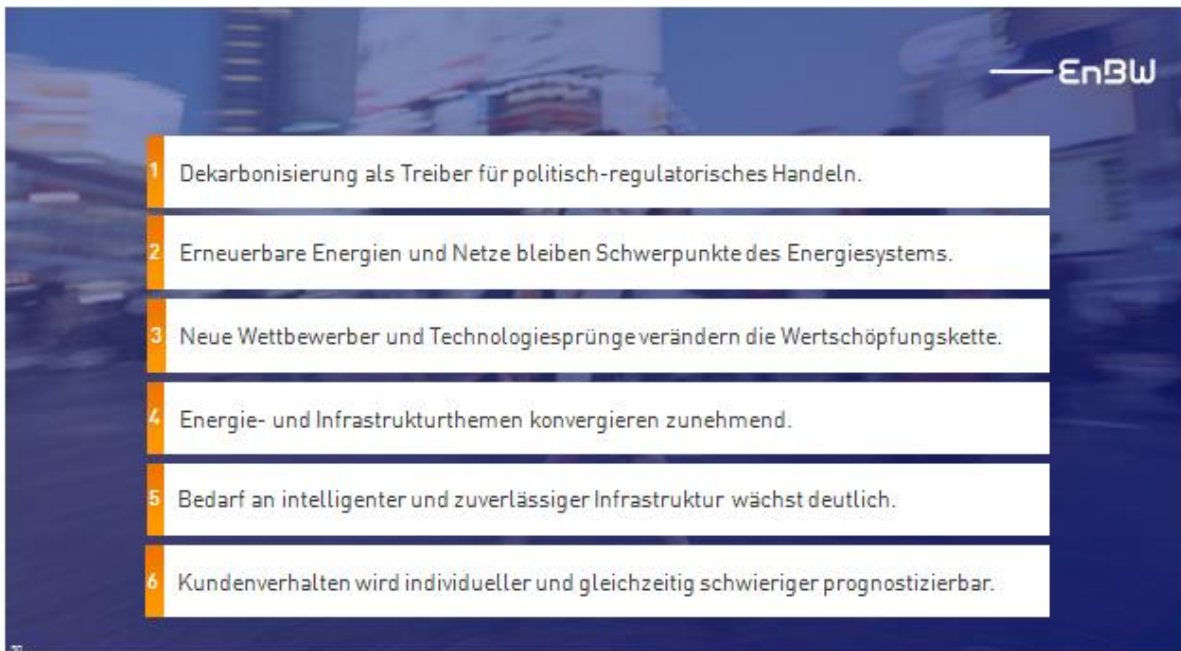 EnBW
1 Dekarbonisierung als Treiber für politisch-regulatorisches Handeln.
2 Erneuerbare Energien und Netze bleiben Schwerpunkte des Energiesystems.
3 Neue Wettbewerber und Technologiesprünge verändern die Wertschöpfungskette.
4 Energie- und Infrastrukturthemen konvergieren zunehmend.
5 Bedarf an intelligenter und zuverlässiger Infrastruktur wächst deutlich.
6 Kundenverhalten wird individueller und gleichzeitig schwieriger prognostizierbar.